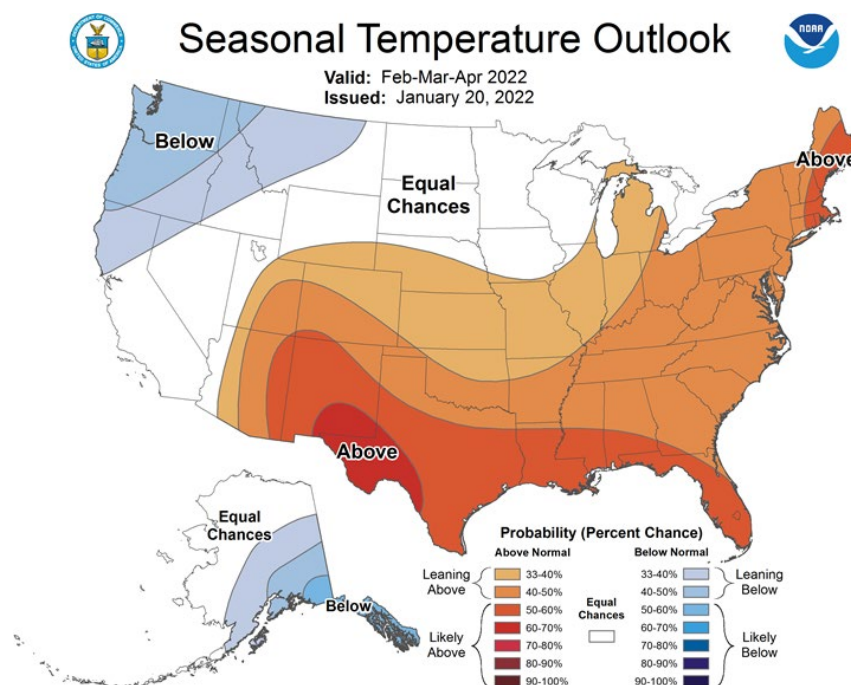 Seasonal Temperature Outlook
Valid: Feb-Mar-Apr 2022
Issued: January 20, 2022
NOAA
Below
Equal
Chances
Above
Above
Equal
Chances
Below
Probability (Percent Chance)
Above Normal
Below Normal
Leaning
Above
33-40%
40-50%
50-60%
60-70%
70-80%
80-90%
90-100%
Likely
Above
Equal
Chances
33-40%
40-50%
50-60%
60-70%
70-80%
80-90%
90-100%
Leaning
Below
Likely
Below